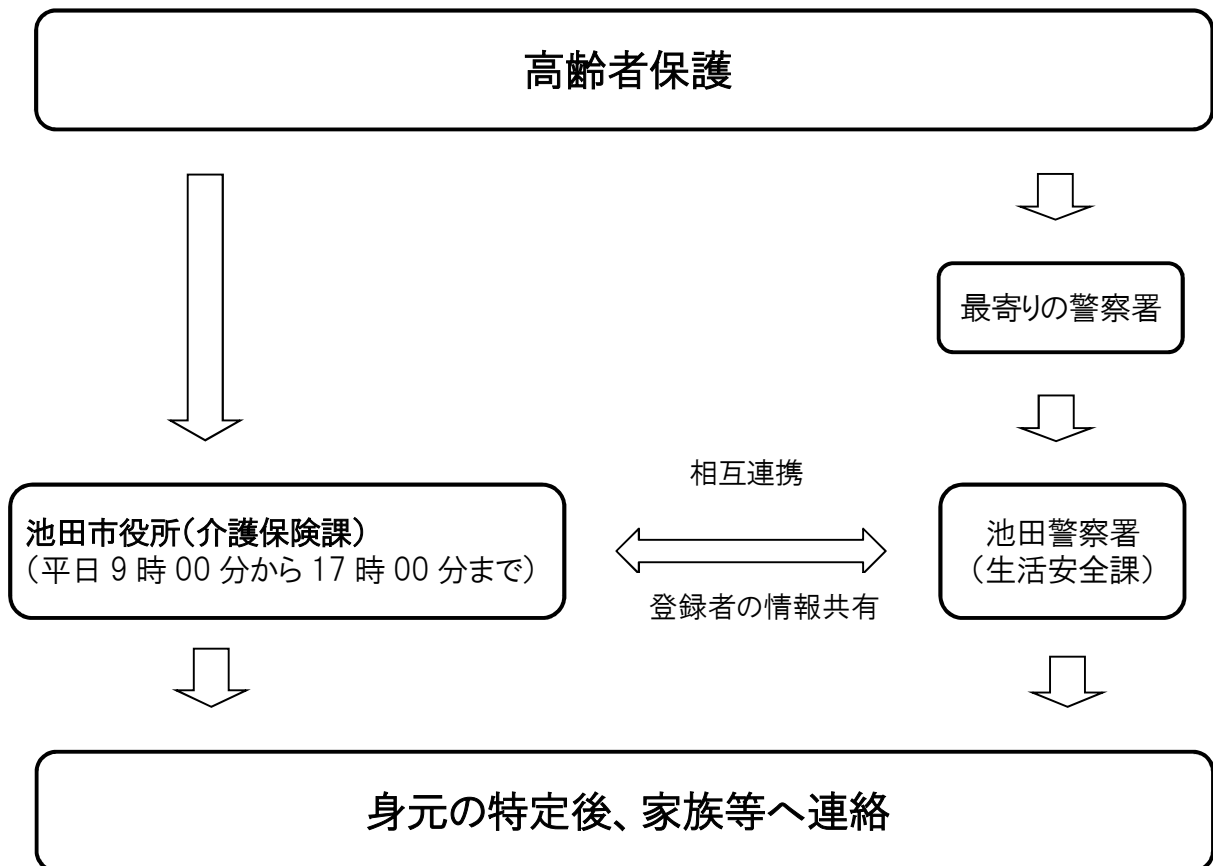 高齢者保護
最寄りの警察署
相互連携
池田市役所（介護保険課）
（平日 9 時 00 分から 17 時 00 分まで）
池田警察署
（生活安全課）
登録者の情報共有
身元の特定後、家族等へ連絡